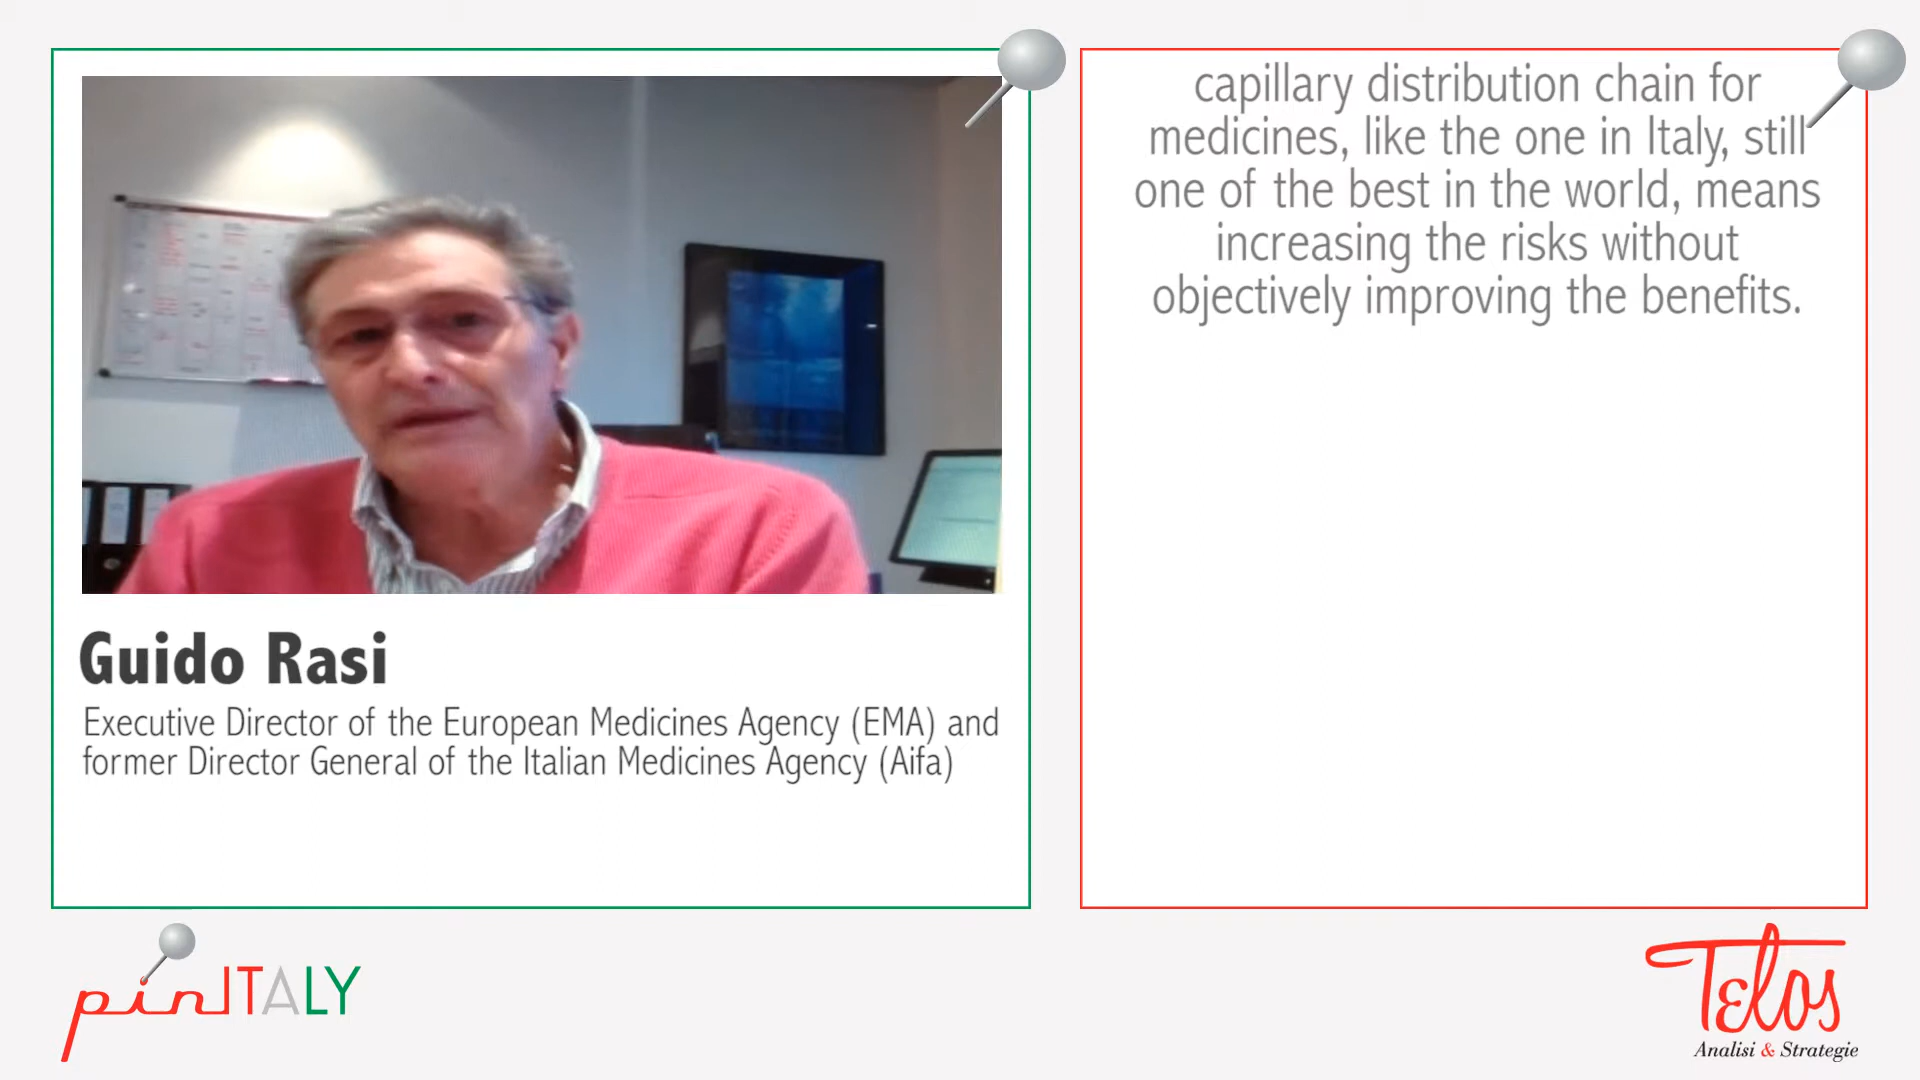 capillary distribution chain for
medicines, like the one in Italy, still
one of the best in the world, means
increasing the risks without
objectively improving the benefits.
Guido Rasi
Executive Director of the European Medicines Agency (EMA) and
former Director General of the Italian Medicines Agency (Aifa)
pinITALY
Telos
Analisi & Strategie